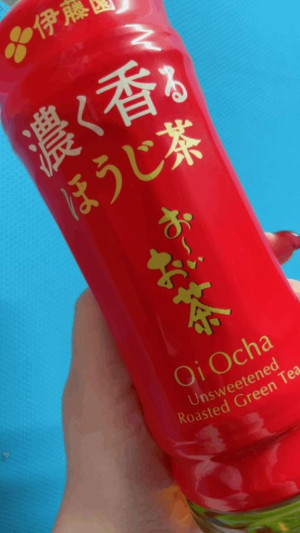 伊藤園
濃く香る
ほうじ茶
お～いお茶
Oi Ocha
Unsweetened
Roasted Green Tea